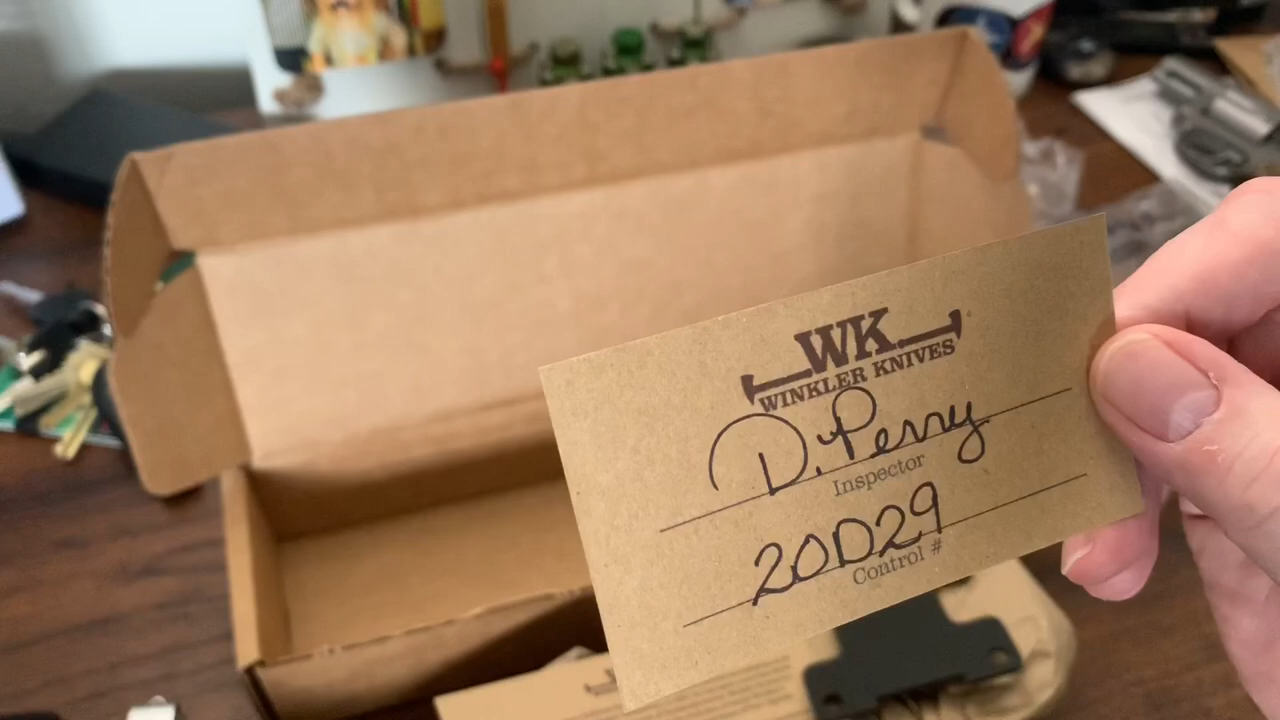 WK
WINKLER KNIVES
D. Perry
Inspector
20D29
Control #